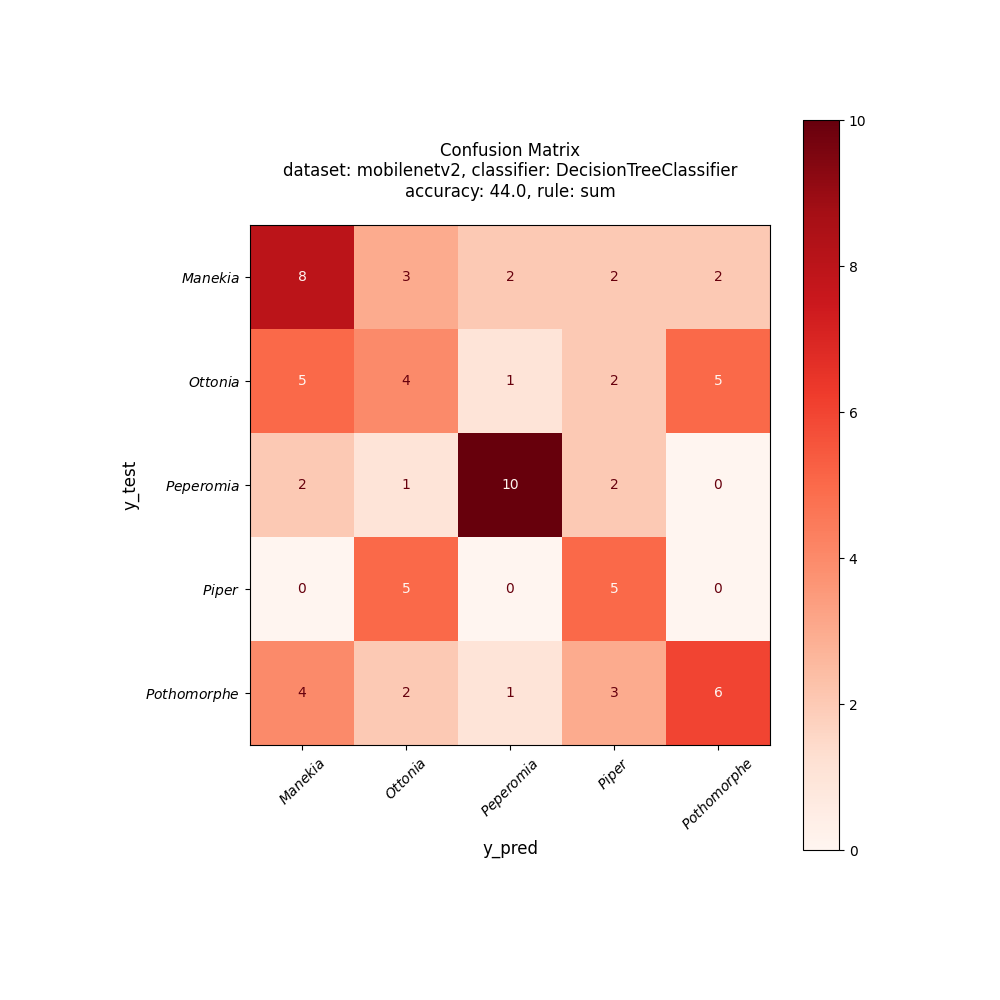 Confusion Matrix
dataset: mobilenetv2, classifier: DecisionTreeClassifier
accuracy: 44.0, rule: sum
y_test
Manekia 8 3 2 2 2
Ottonia 5 4 1 2 5
Peperomia 2 1 10 2 0
Piper 0 5 0 5 0
Pothomorphe 4 2 1 3 6
Manekia Ottonia Peperomia Piper Pothomorphe
y_pred
10
8
6
4
2
0